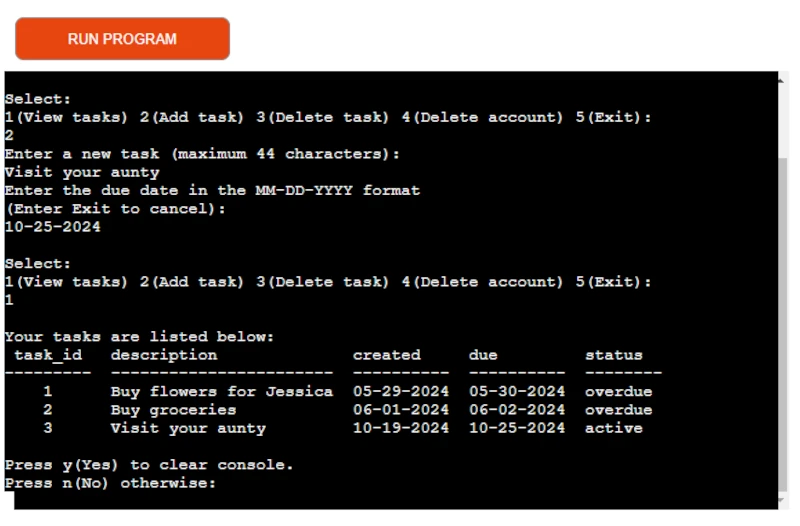 RUN PROGRAM
Select:
1(View tasks) 2(Add task) 3(Delete task) 4(Delete account) 5(Exit):
2
Enter a new task (maximum 44 characters):
Visit your aunty
Enter the due date in the MM-DD-YYYY format
(Enter Exit to cancel):
10-25-2024
Select:
1(View tasks) 2(Add task) 3(Delete task) 4(Delete account) 5(Exit):
1
Your tasks are listed below:
task_id description created due status
--------- ----------------------- ---------- ---------- --------
1 Buy flowers for Jessica 05-29-2024 05-30-2024 overdue
2 Buy groceries 06-01-2024 06-02-2024 overdue
3 Visit your aunty 10-19-2024 10-25-2024 active
Press y(Yes) to clear console.
Press n(No) otherwise: